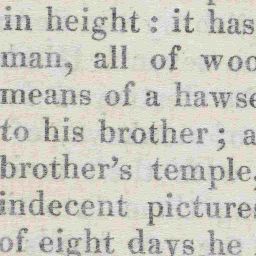 in height: it has
man, all of woo
means of a hawse
to his brother; a
brother's temple,
indecent pictures
of eight days he